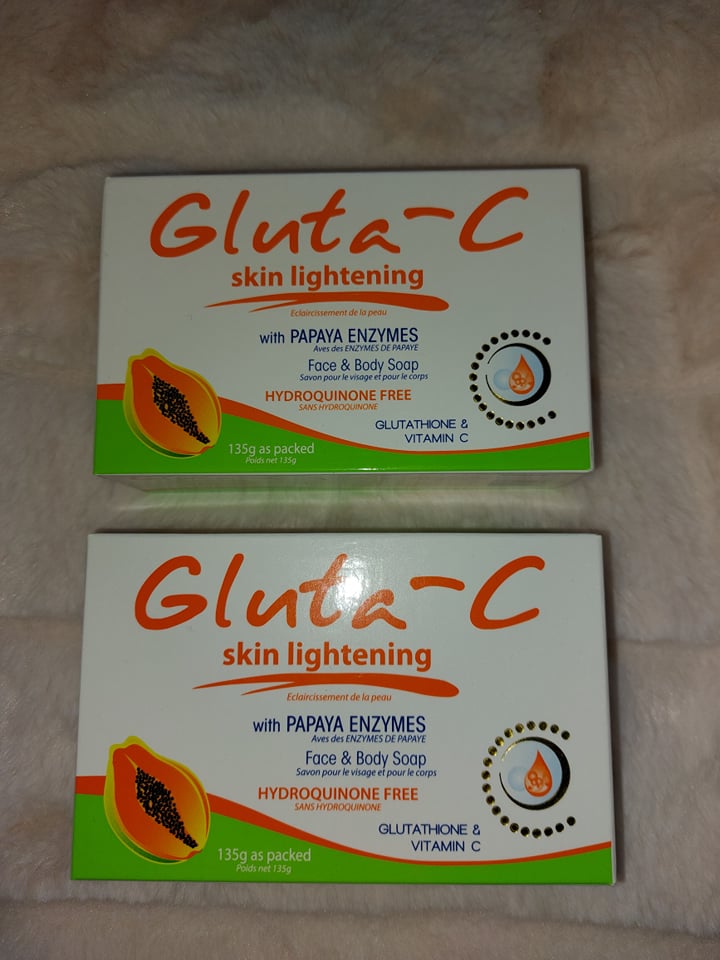 Gluta-C
skin lightening
Eclaircissement de la peau
with PAPAYA ENZYMES
Aves des ENZYMES DE PAPAYE
Face & Body Soap
Savon pour le visage et pour le corps
HYDROQUINONE FREE
SANS HYDROQUINONE
GLUTATHIONE &
VITAMIN C
135g as packed
Poids net 135g
Gluta-C
skin lightening
Eclaircissement de la peau
with PAPAYA ENZYMES
Aves des ENZYMES DE PAPAYE
Face & Body Soap
Savon pour le visage et pour le corps
HYDROQUINONE FREE
SANS HYDROQUINONE
GLUTATHIONE &
VITAMIN C
135g as packed
Poids net 135g